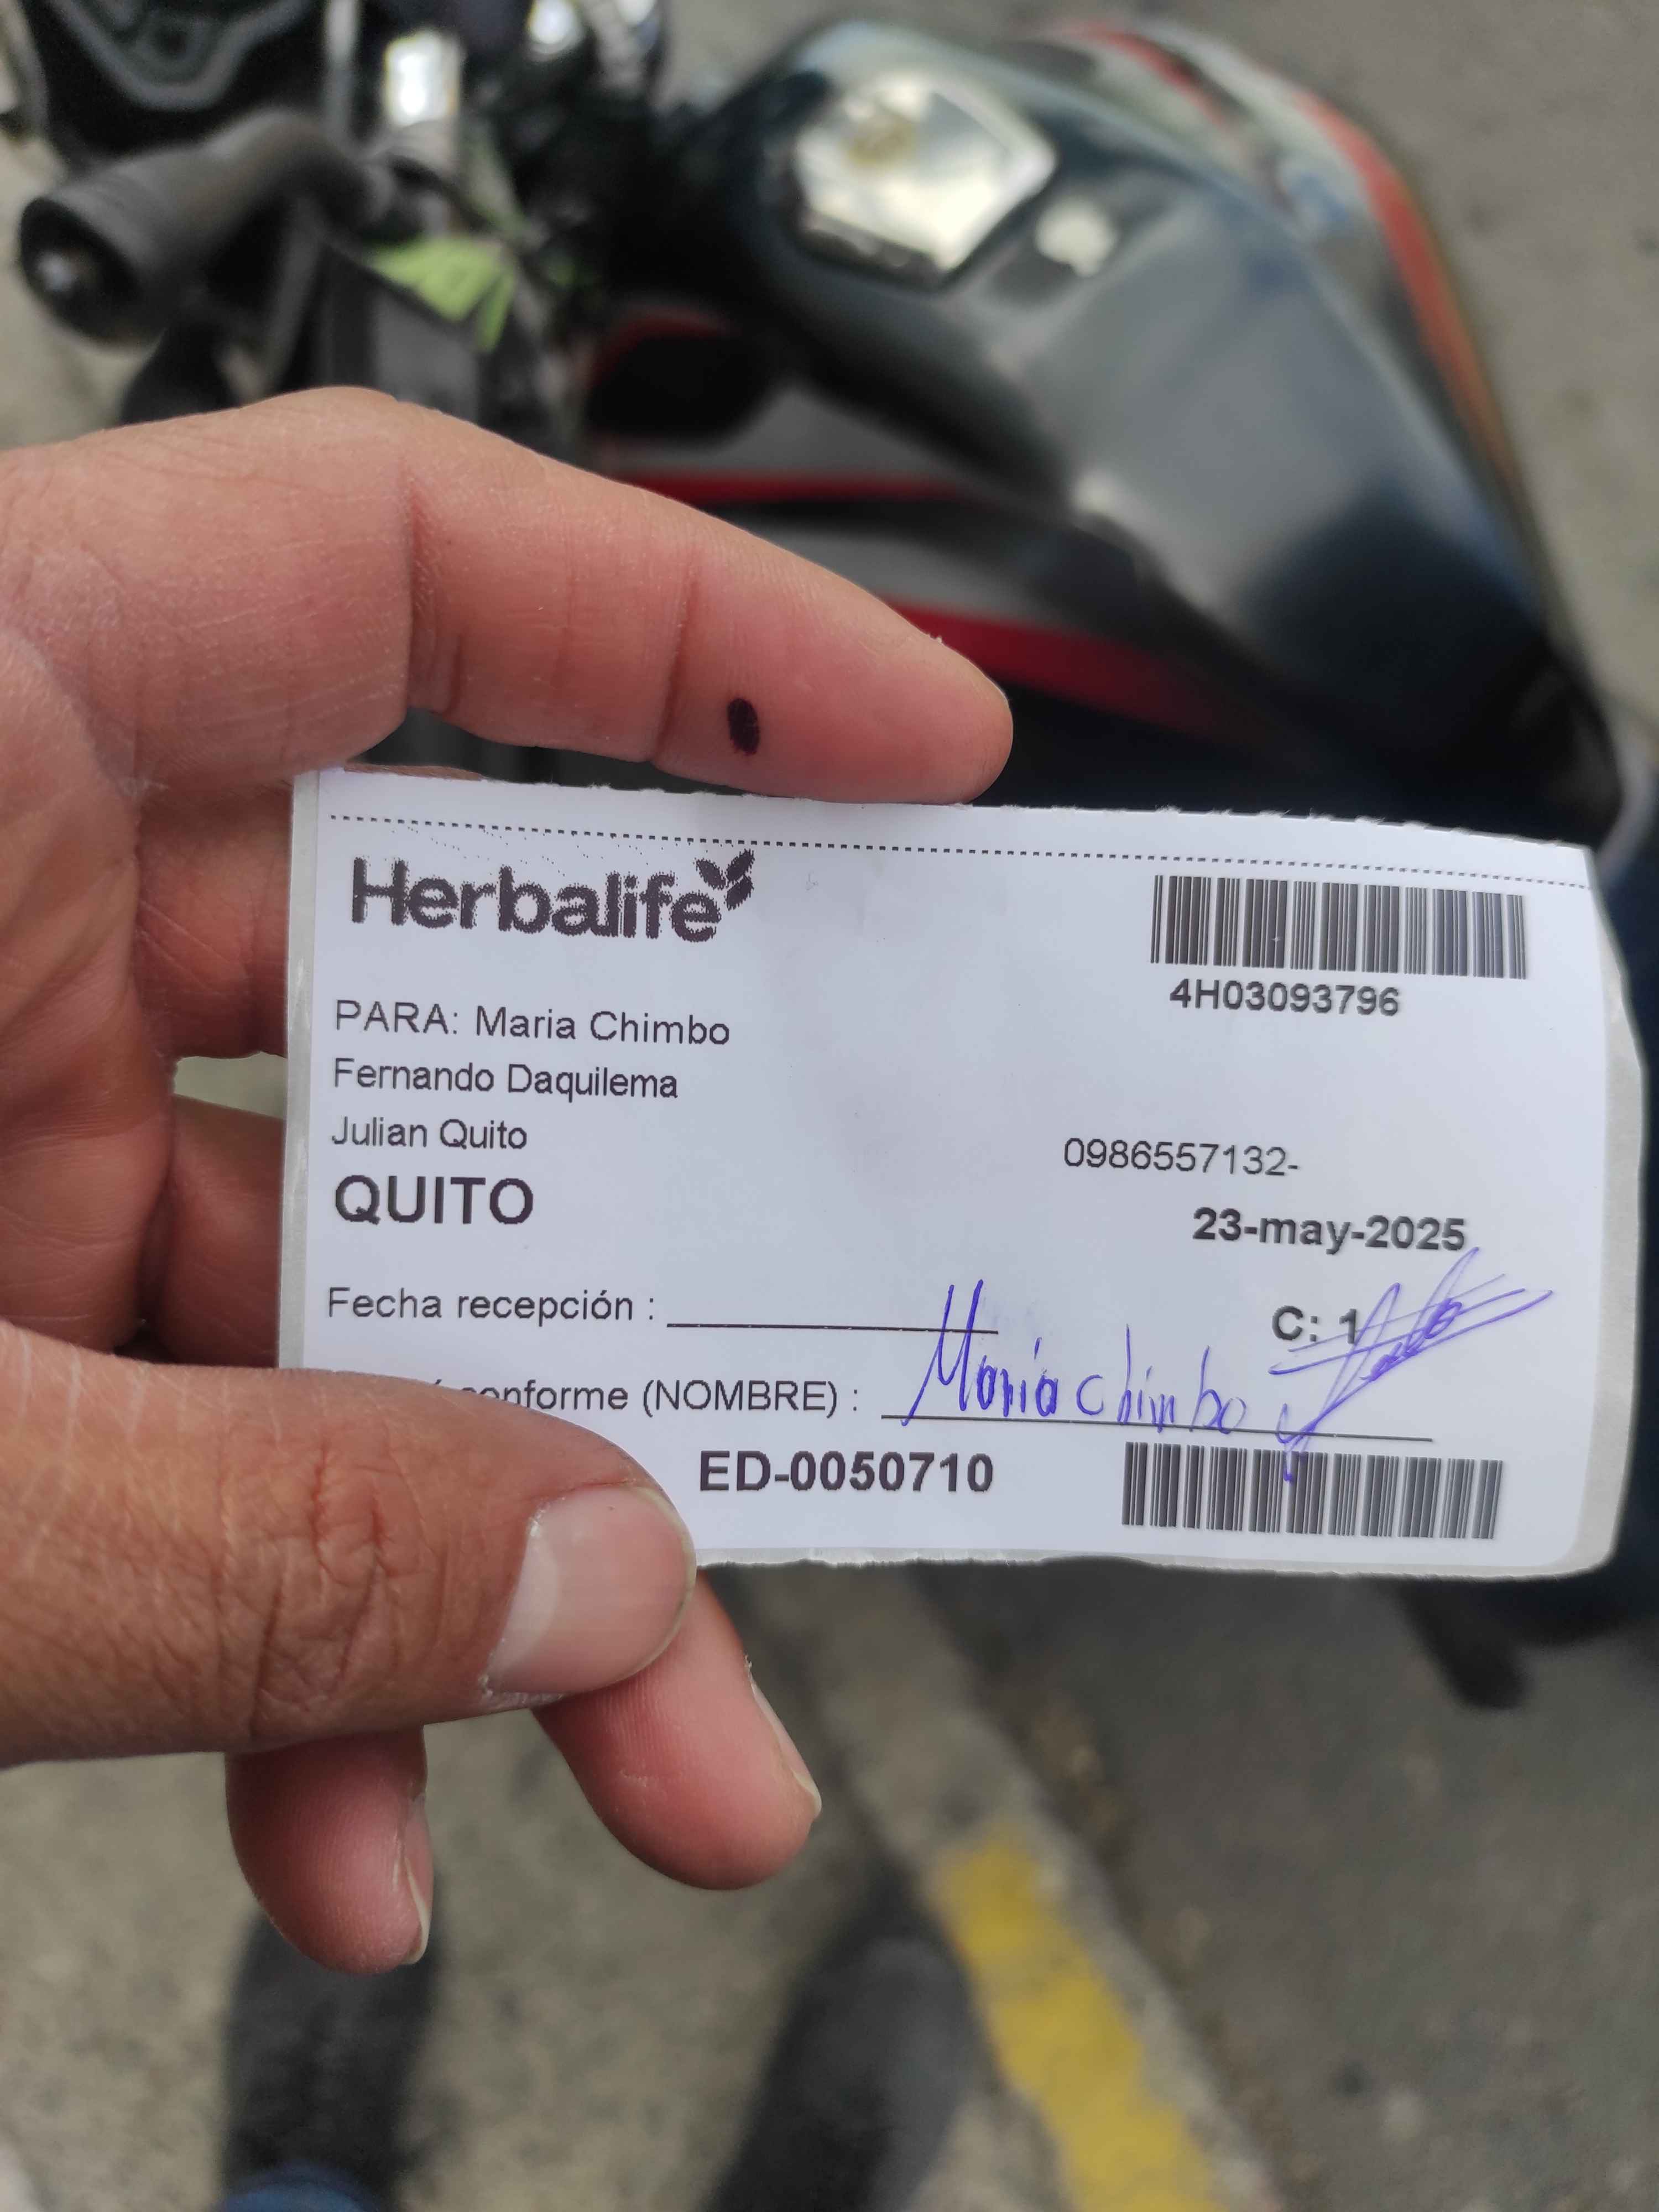 Herbalife
4H03093796
PARA: Maria Chimbo
Fernando Daquilema
Julian Quito
0986557132-
QUITO
23-may-2025
Fecha recepción :
C: 1
conforme (NOMBRE) : Maria Chimbo
ED-0050710